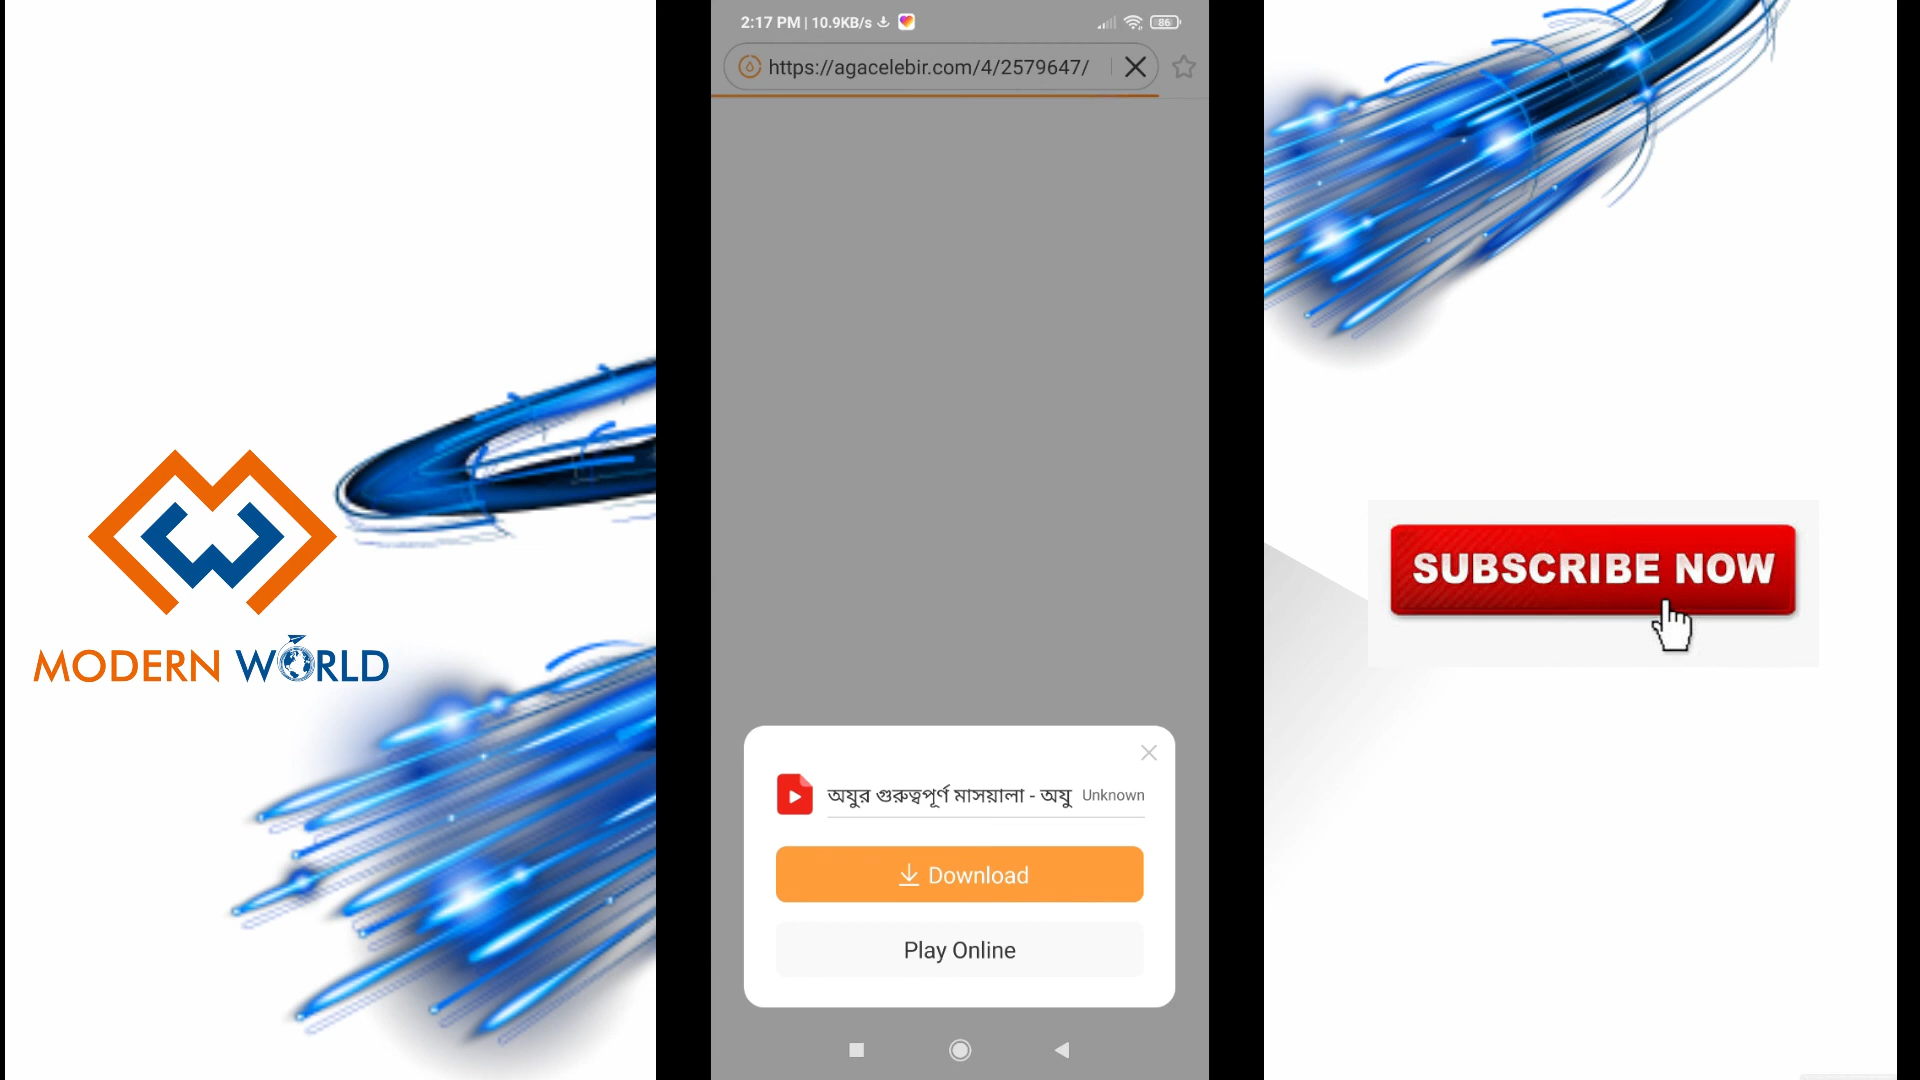 2:17 PM | 10.9KB/s
86
https://agacelebir.com/4/2579647/
MODERN WORLD
SUBSCRIBE NOW
অযুর গুরুত্বপূর্ণ মাসয়ালা - অযু Unknown
Download
Play Online